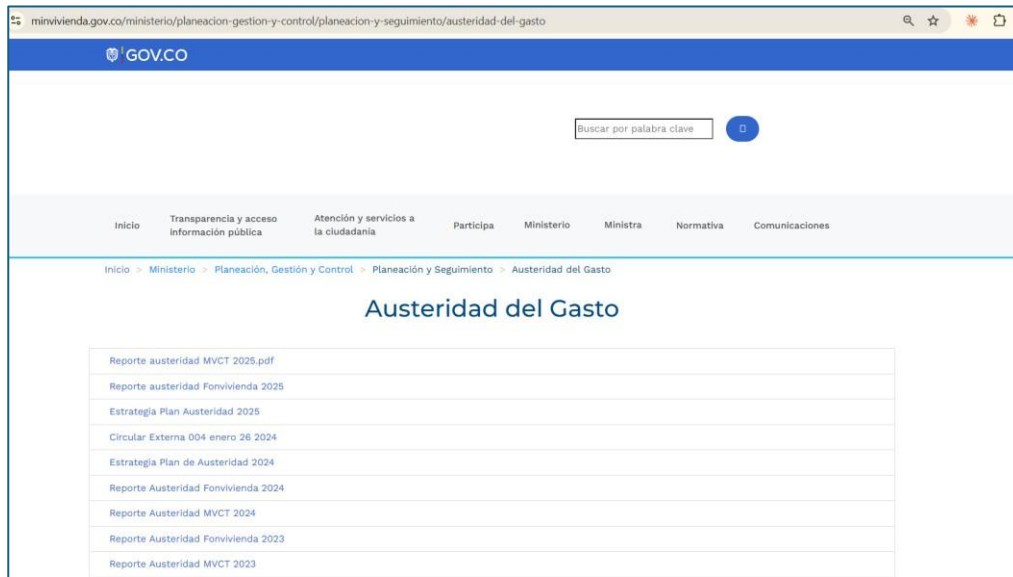 minvivienda.gov.co/ministerio/planeacion-gestion-y-control/planeacion-y-seguimiento/austeridad-del-gasto
GOV.CO
Buscar por palabra clave
Inicio
Transparencia y acceso
información pública
Atención y servicios a
la ciudadanía
Participa
Ministerio
Ministra
Normativa
Comunicaciones
Inicio > Ministerio > Planeación, Gestión y Control > Planeación y Seguimiento > Austeridad del Gasto
Austeridad del Gasto
Reporte austeridad MVCT 2025.pdf
Reporte austeridad Fonvivienda 2025
Estrategia Plan Austeridad 2025
Circular Externa 004 enero 26 2024
Estrategia Plan de Austeridad 2024
Reporte Austeridad Fonvivienda 2024
Reporte Austeridad MVCT 2024
Reporte Austeridad Fonvivienda 2023
Reporte Austeridad MVCT 2023